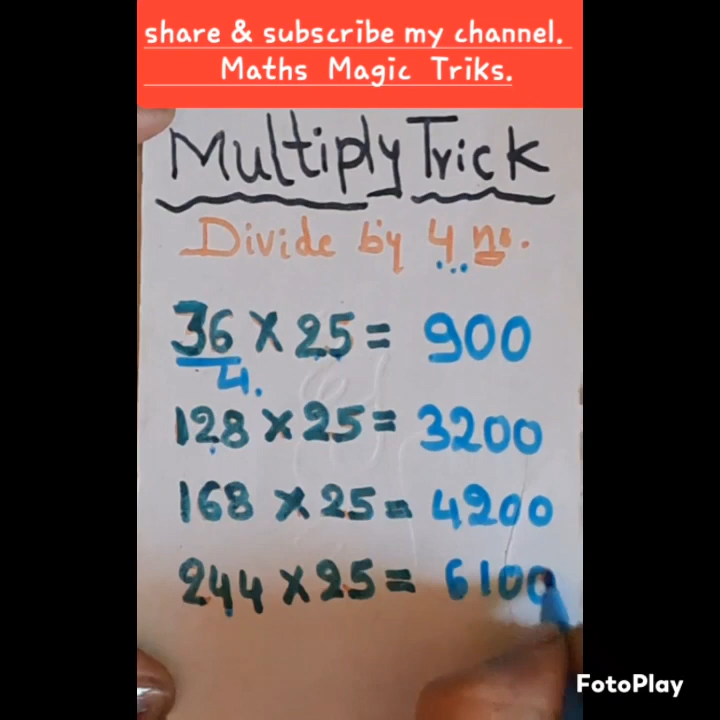 share & subscribe my channel.
Maths Magic Triks.
Multiply Trick
Divide by 4 no.
36 × 25 = 900
4.
128 × 25 = 3200
168 × 25 = 4200
244 × 25 = 6100
FotoPlay